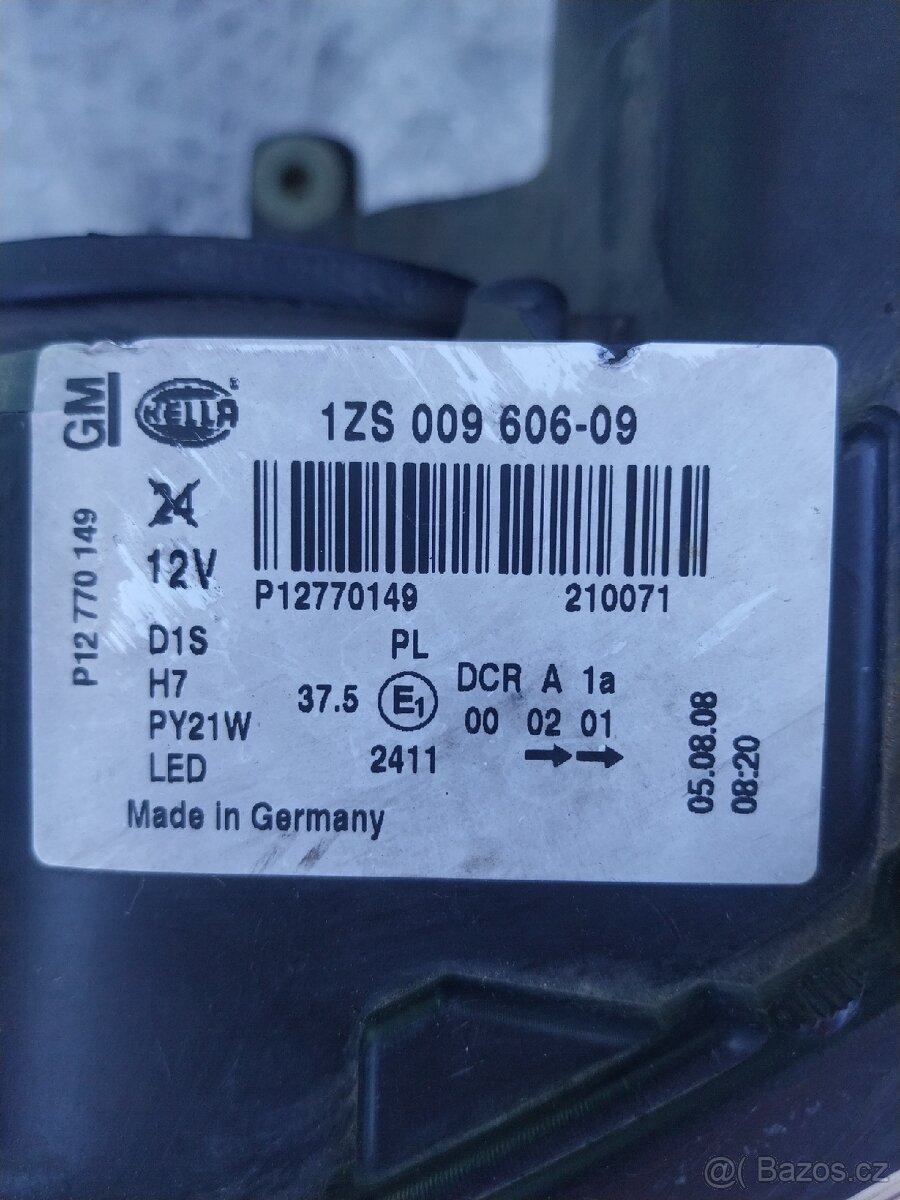 GM
HELLA ®
1ZS 009 606-09
24
12V
P12 770 149
P12770149 210071
D1S
H7
PY21W
LED
PL
37.5 E1 DCR A 1a
00 02 01
2411
Made in Germany
05.08.08
08:20
@( Bazos.cz